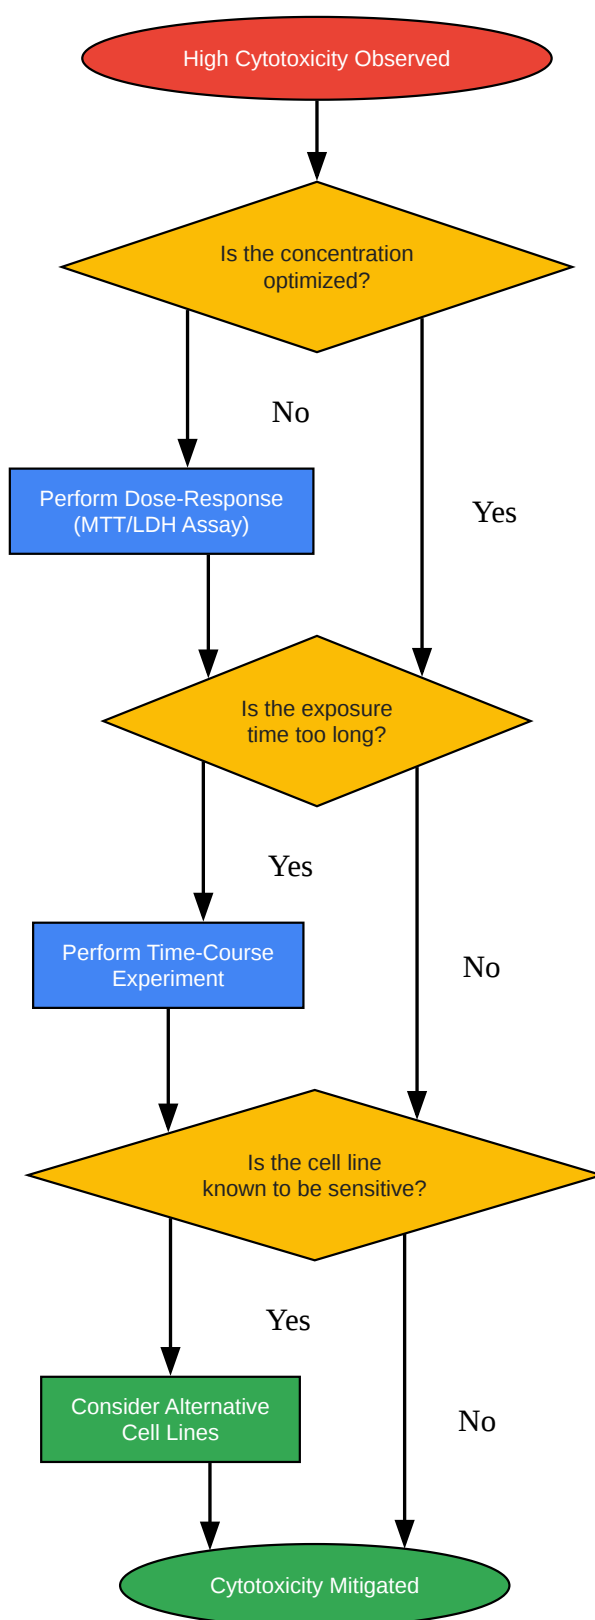 High Cytotoxicity Observed
Is the concentration
optimized?
No
Perform Dose-Response
(MTT/LDH Assay)
Yes
Is the exposure
time too long?
Yes
Perform Time-Course
Experiment
No
Is the cell line
known to be sensitive?
Yes
Consider Alternative
Cell Lines
No
Cytotoxicity Mitigated